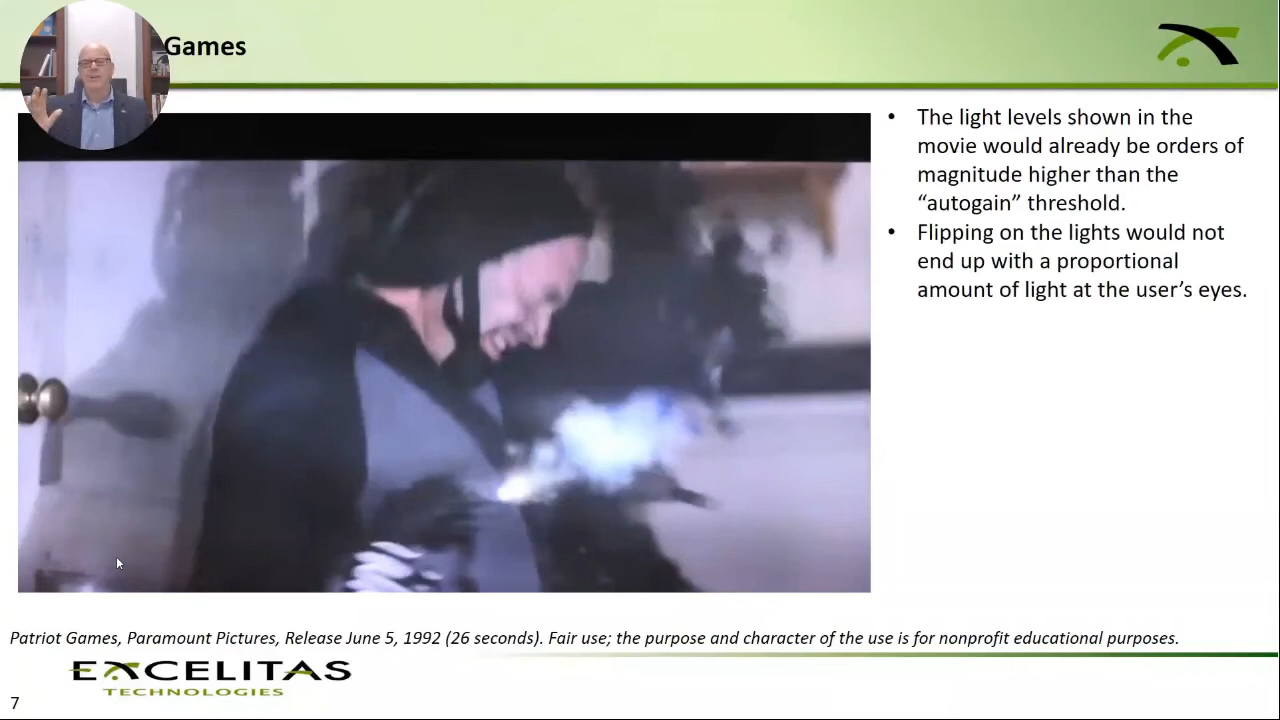 Games
• The light levels shown in the
movie would already be orders of
magnitude higher than the
“autogain” threshold.
• Flipping on the lights would not
end up with a proportional
amount of light at the user’s eyes.
Patriot Games, Paramount Pictures, Release June 5, 1992 (26 seconds). Fair use; the purpose and character of the use is for nonprofit educational purposes.
EXCELITAS
TECHNOLOGIES
7